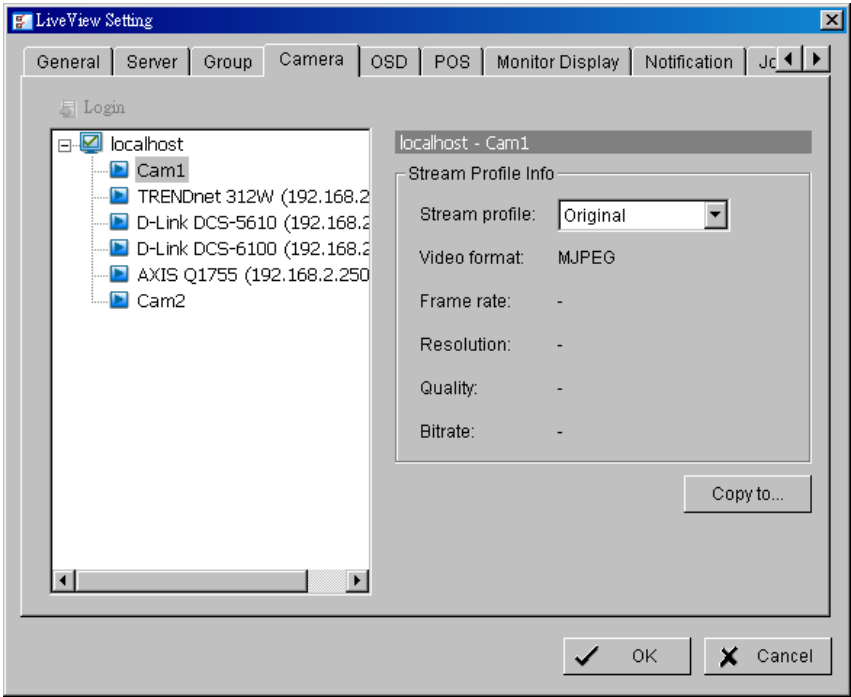 LiveView Setting
General Server Group Camera OSD POS Monitor Display Notification
Login
localhost
Cam1
TRENDnet 312W (192.168.2
D-Link DCS-5610 (192.168.2
D-Link DCS-6100 (192.168.2
AXIS Q1755 (192.168.2.250
Cam2
localhost - Cam1
Stream Profile Info
Stream profile: Original
Video format: MJPEG
Frame rate: -
Resolution: -
Quality: -
Bitrate: -
Copy to...
OK Cancel